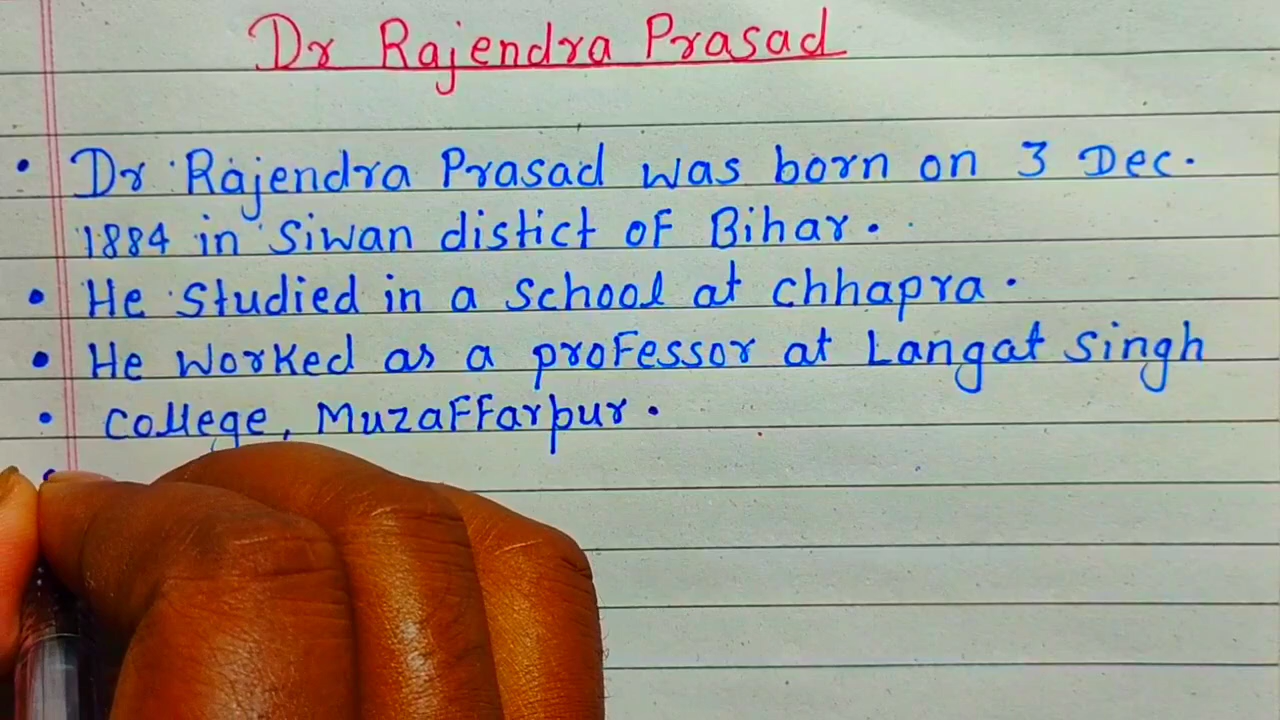 Dr Rajendra Prasad
• Dr Rajendra Prasad was born on 3 Dec.
1884 in Siwan distict of Bihar.
• He studied in a school at chhapra.
• He worked as a professor at Langat singh
• college, Muzaffarpur.